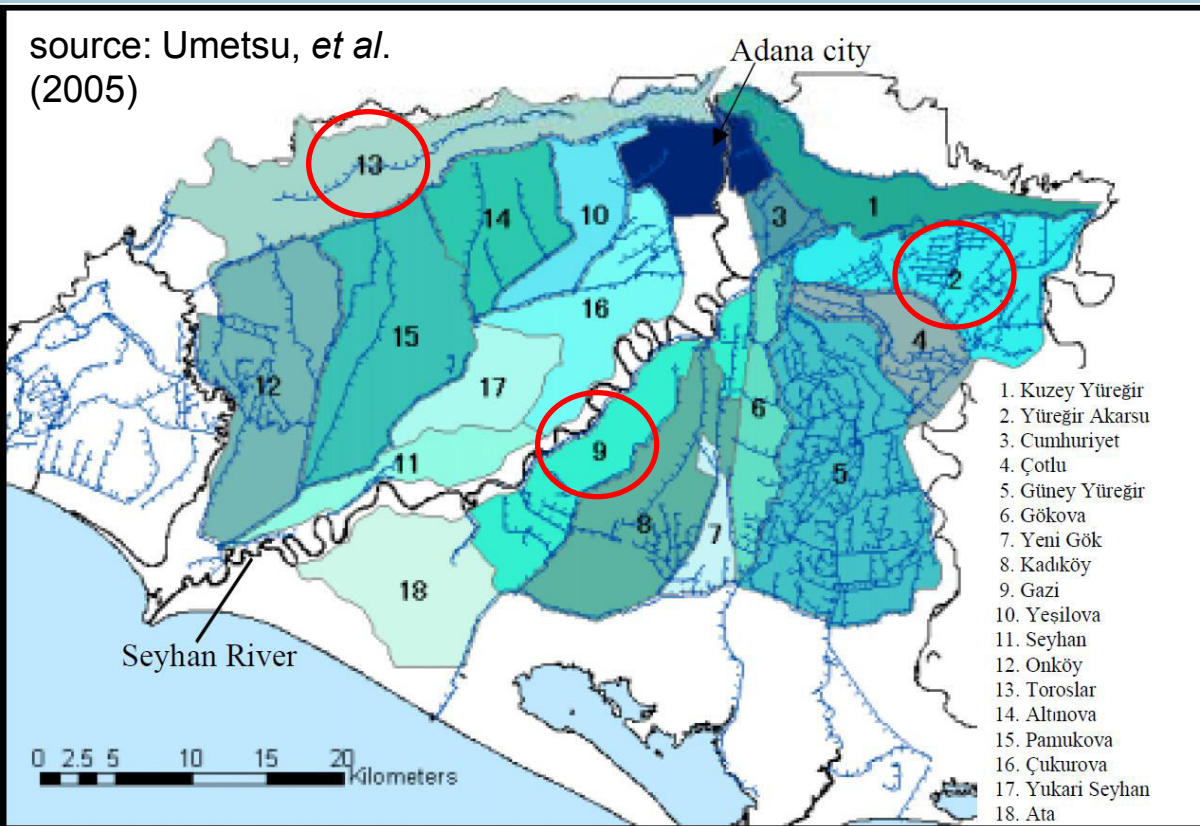 source: Umetsu, et al.
(2005)
Adana city
13
14
10
3
1
2
16
15
4
12
17
6
9
11
5
8
7
18
Seyhan River
1. Kuzey Yüreğir
2. Yüreğir Akarsu
3. Cumhuriyet
4. Çotlu
5. Güney Yüreğir
6. Gökova
7. Yeni Gök
8. Kadıköy
9. Gazi
10. Yeşilova
11. Seyhan
12. Onköy
13. Toroslar
14. Altınova
15. Pamukova
16. Çukurova
17. Yukari Seyhan
18. Ata
0 2.5 5 10 15 20
Kilometers